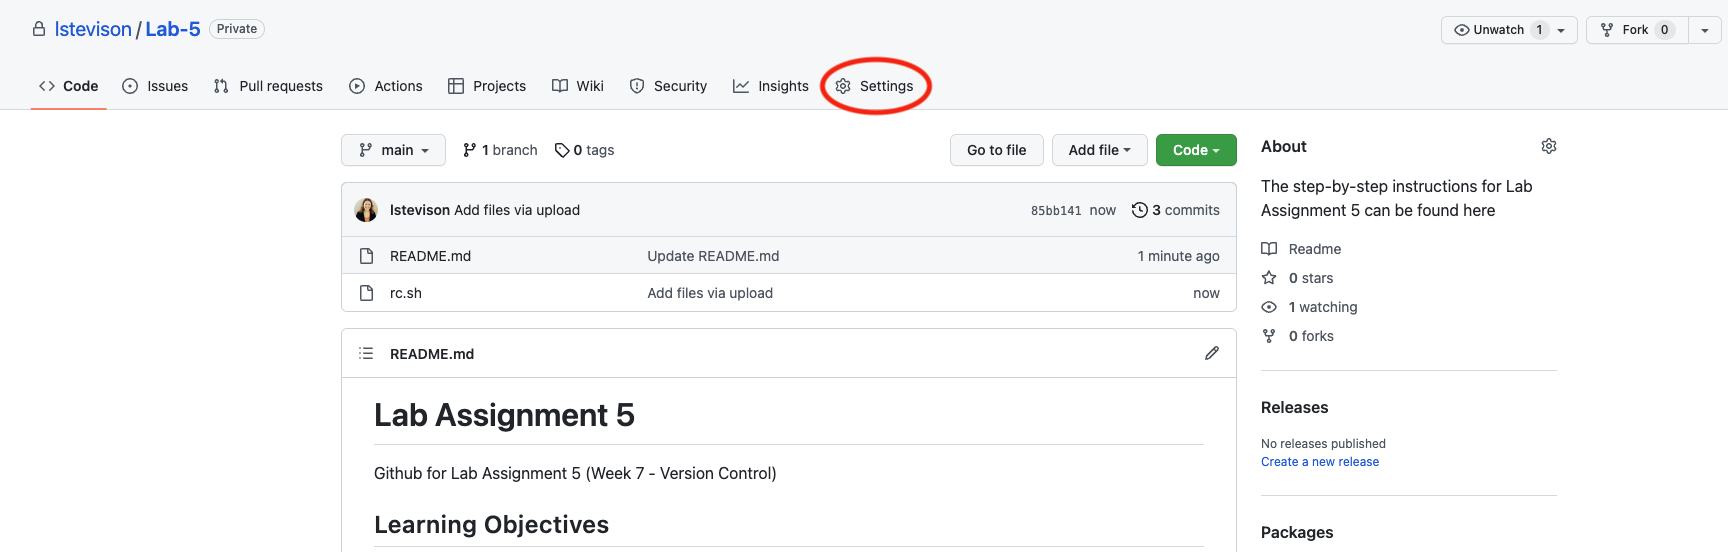 lstevison / Lab-5 Private
Unwatch 1 Fork 0
Code Issues Pull requests Actions Projects Wiki Security Insights Settings
main 1 branch 0 tags Go to file Add file Code
lstevison Add files via upload 85bb141 now 3 commits
README.md Update README.md 1 minute ago
rc.sh Add files via upload now
README.md
Lab Assignment 5
Github for Lab Assignment 5 (Week 7 - Version Control)
Learning Objectives
About
The step-by-step instructions for Lab
Assignment 5 can be found here
Readme
0 stars
1 watching
0 forks
Releases
No releases published
Create a new release
Packages